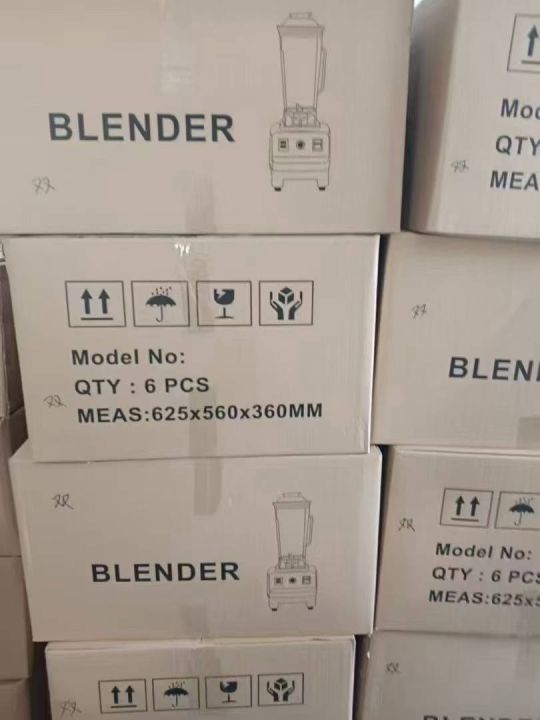 BLENDER
Mod
QTY
MEA
Model No:
QTY : 6 PCS
MEAS:625x560x360MM
BLEN
BLENDER
Model No:
QTY : 6 PCS
MEAS:625x5
BLENDER